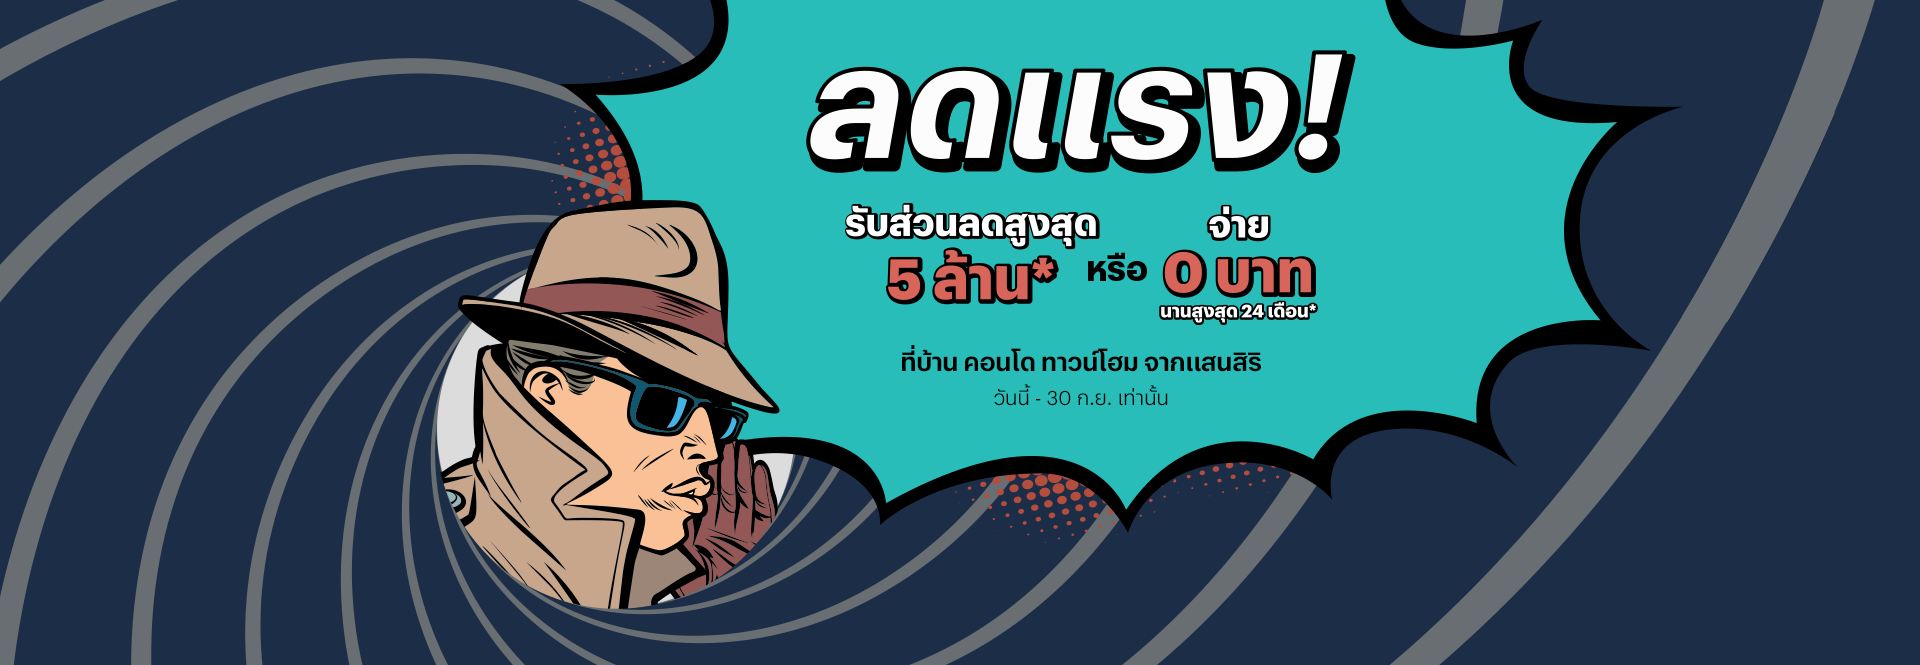 ลดแรง!
รับส่วนลดสูงสุด
5 ล้าน*
หรือ
จ่าย
0 บาท
นานสูงสุด 24 เดือน*
ที่บ้าน คอนโด ทาวน์โฮม จากแสนสิริ
วันนี้ - 30 ก.ย. เท่านั้น